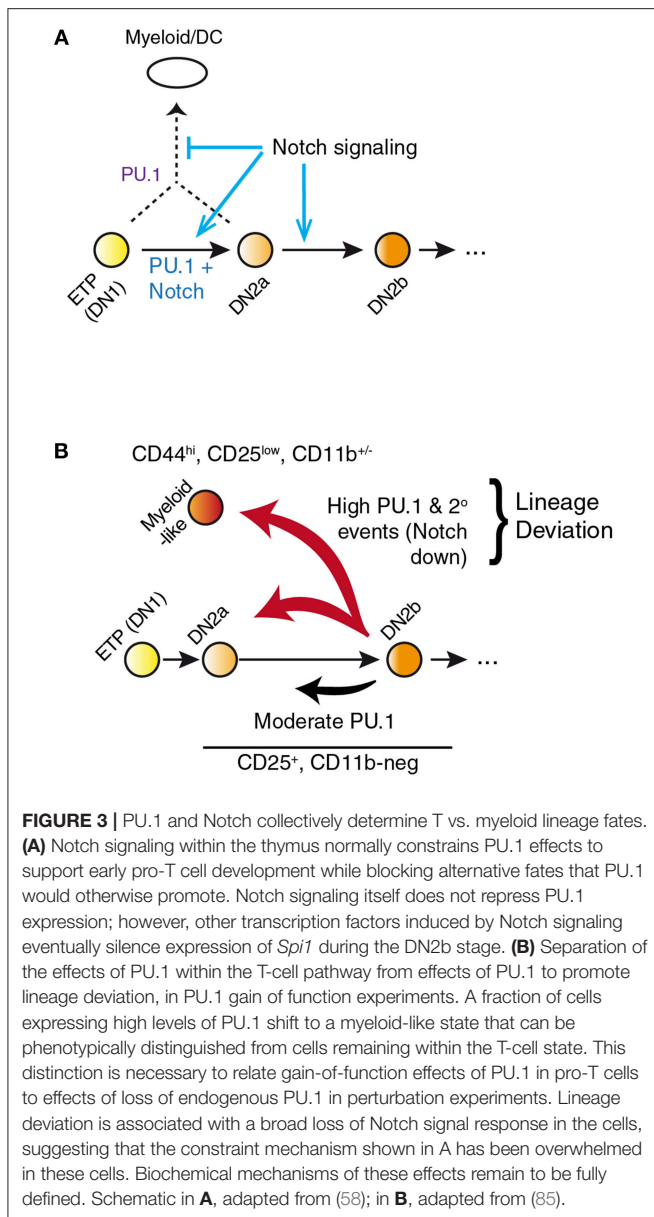 A
Myeloid/DC
Notch signaling
PU.1
PU.1 +
Notch
ETP
(DN1)
DN2a
DN2b
...
B
CD44hi, CD25low, CD11b+/-
Myeloid
-like
High PU.1 & 2o
events (Notch
down)
}
Lineage
Deviation
ETP (DN1)
DN2a
DN2b
...
Moderate PU.1
CD25+, CD11b-neg
FIGURE 3 | PU.1 and Notch collectively determine T vs. myeloid lineage fates.
(A) Notch signaling within the thymus normally constrains PU.1 effects to
support early pro-T cell development while blocking alternative fates that PU.1
would otherwise promote. Notch signaling itself does not repress PU.1
expression; however, other transcription factors induced by Notch signaling
eventually silence expression of Spi1 during the DN2b stage. (B) Separation of
the effects of PU.1 within the T-cell pathway from effects of PU.1 to promote
lineage deviation, in PU.1 gain of function experiments. A fraction of cells
expressing high levels of PU.1 shift to a myeloid-like state that can be
phenotypically distinguished from cells remaining within the T-cell state. This
distinction is necessary to relate gain-of-function effects of PU.1 in pro-T cells
to effects of loss of endogenous PU.1 in perturbation experiments. Lineage
deviation is associated with a broad loss of Notch signal response in the cells,
suggesting that the constraint mechanism shown in A has been overwhelmed
in these cells. Biochemical mechanisms of these effects remain to be fully
defined. Schematic in A, adapted from (58); in B, adapted from (85).